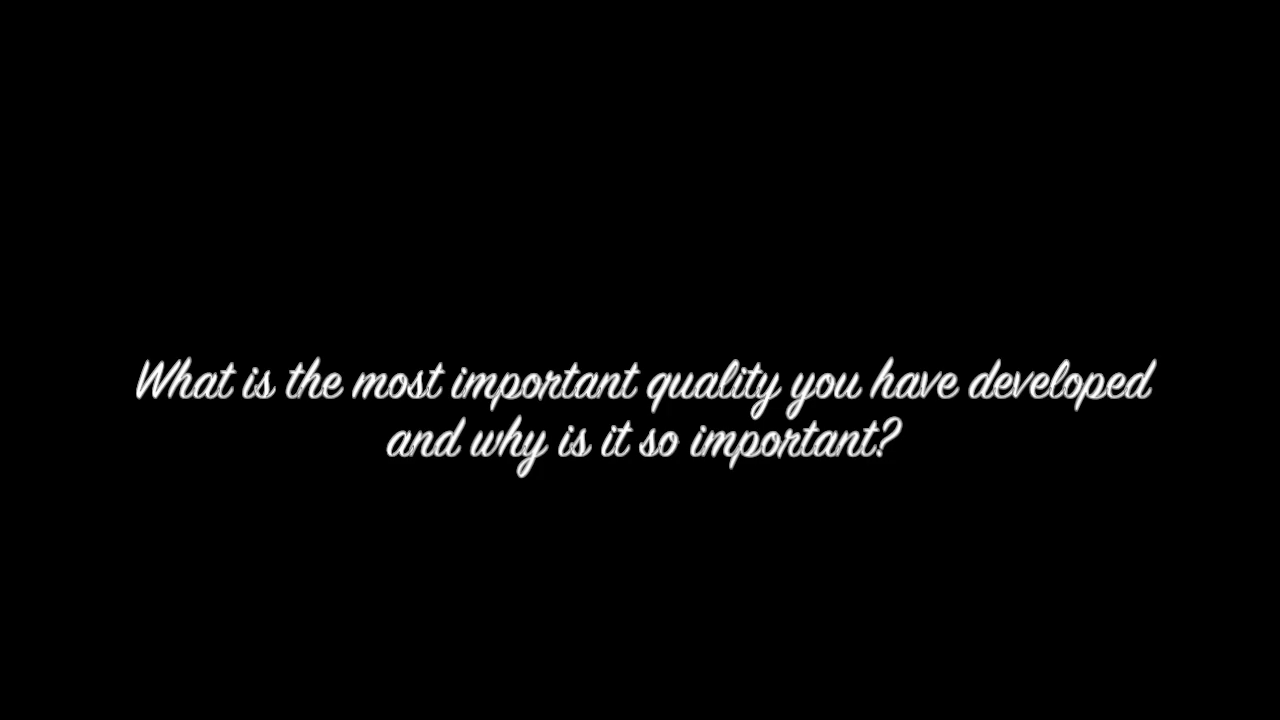 What is the most important quality you have developed
and why is it so important?